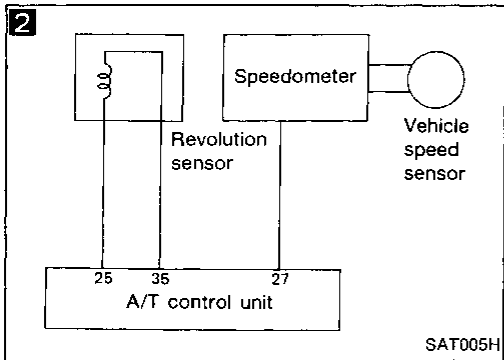 2
Speedometer
Revolution
sensor
Vehicle
speed
sensor
25 35 27
A/T control unit
SAT005H